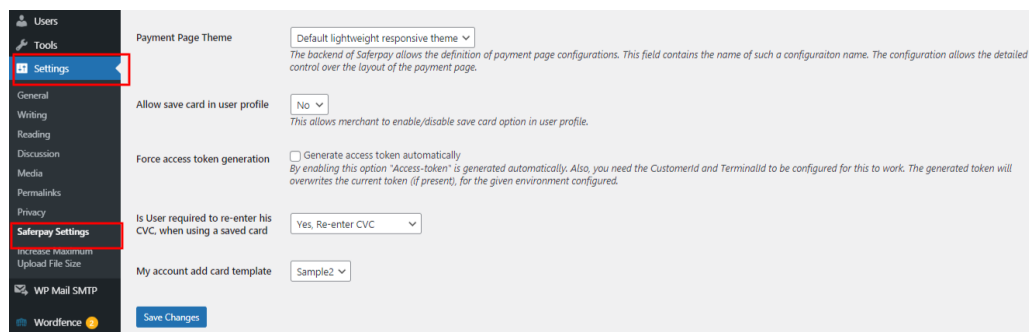 Users
Tools
Settings
General
Writing
Reading
Discussion
Media
Permalinks
Privacy
Saferpay Settings
Increase Maximum
Upload File Size
WP Mail SMTP
Wordfence 2
Payment Page Theme
Default lightweight responsive theme
The backend of Saferpay allows the definition of payment page configurations. This field contains the name of such a configuraiton name. The configuration allows the detailed
control over the layout of the payment page.
Allow save card in user profile
No
This allows merchant to enable/disable save card option in user profile.
Force access token generation
Generate access token automatically
By enabling this option "Access-token" is generated automatically. Also, you need the CustomerId and TerminalId to be configured for this to work. The generated token will
overwrites the current token (if present), for the given environment configured.
Is User required to re-enter his
CVC, when using a saved card
Yes, Re-enter CVC
My account add card template
Sample2
Save Changes